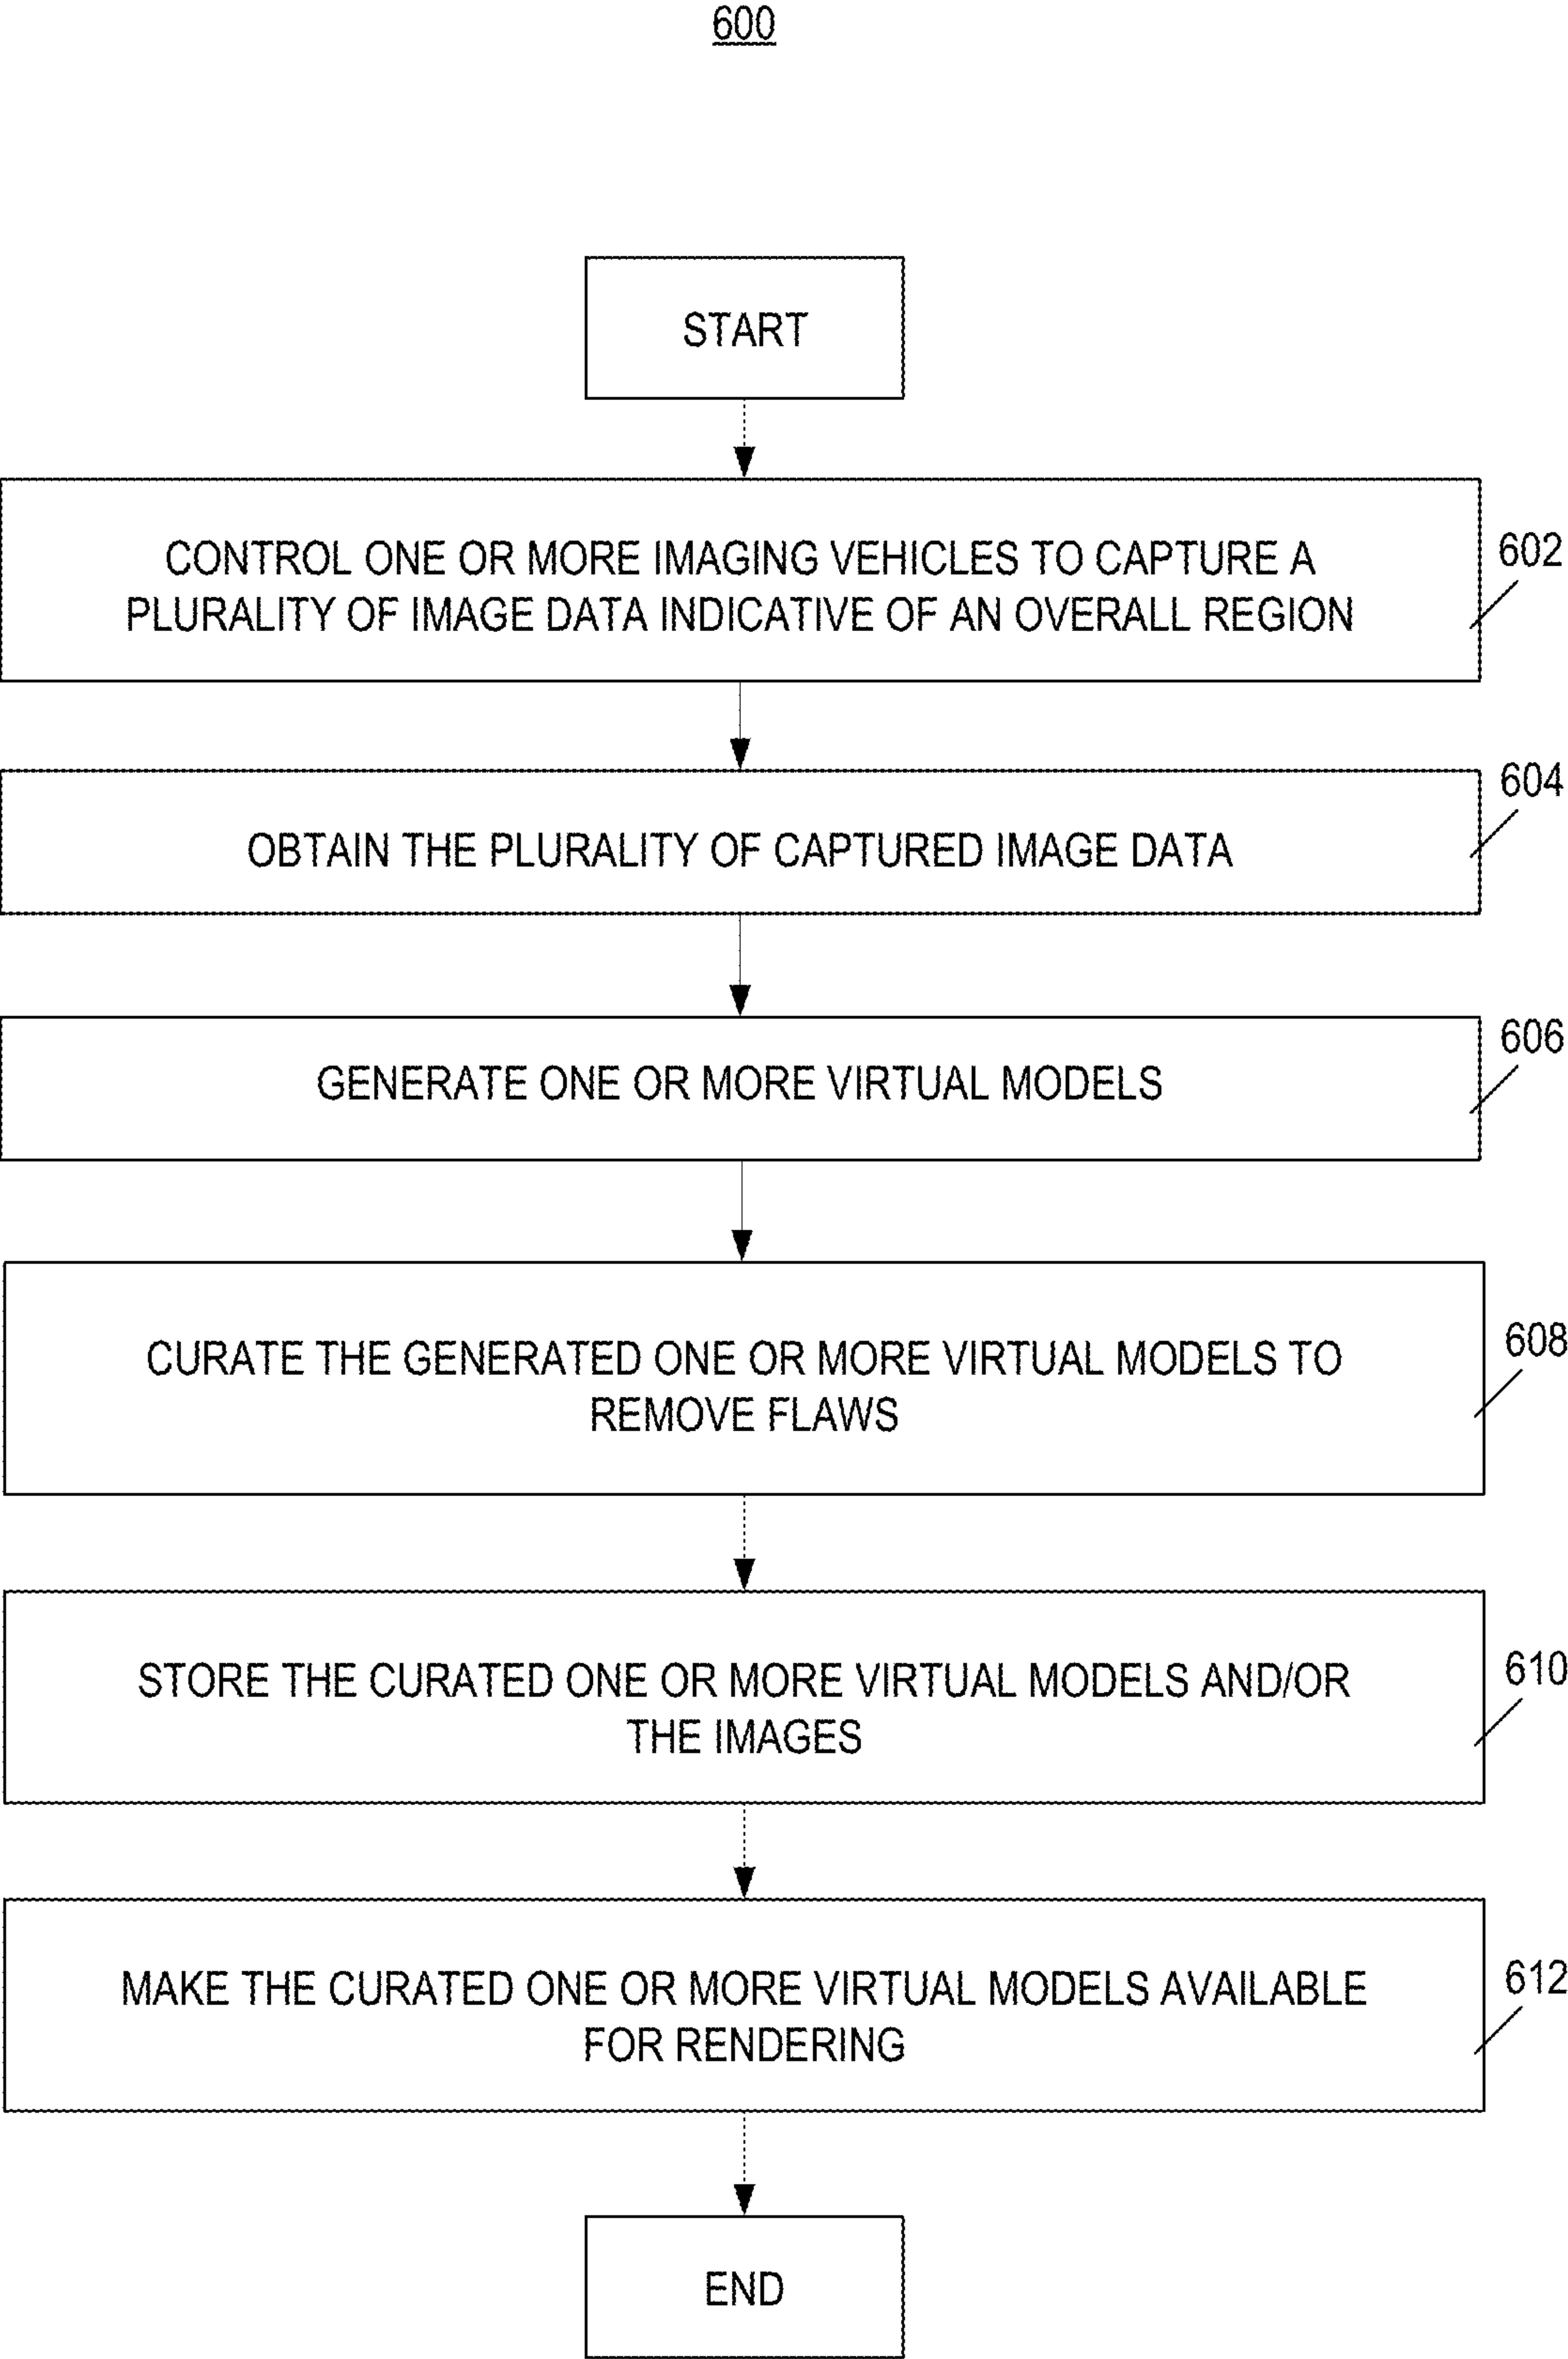 600
START
CONTROL ONE OR MORE IMAGING VEHICLES TO CAPTURE A
PLURALITY OF IMAGE DATA INDICATIVE OF AN OVERALL REGION
602
OBTAIN THE PLURALITY OF CAPTURED IMAGE DATA
604
GENERATE ONE OR MORE VIRTUAL MODELS
606
CURATE THE GENERATED ONE OR MORE VIRTUAL MODELS TO
REMOVE FLAWS
608
STORE THE CURATED ONE OR MORE VIRTUAL MODELS AND/OR
THE IMAGES
610
MAKE THE CURATED ONE OR MORE VIRTUAL MODELS AVAILABLE
FOR RENDERING
612
END